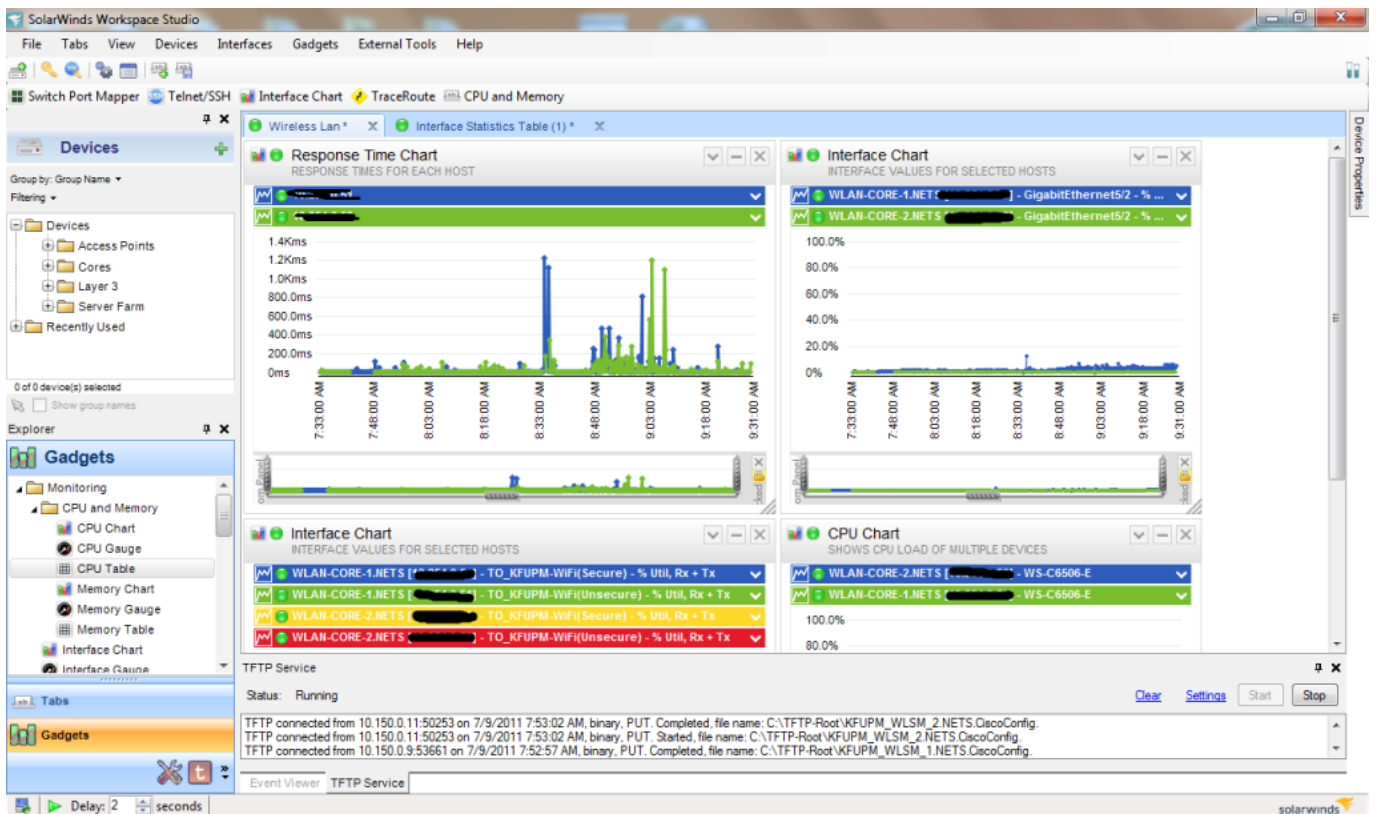 SolarWinds Workspace Studio
File Tabs View Devices Interfaces Gadgets External Tools Help
Switch Port Mapper Telnet/SSH Interface Chart TraceRoute CPU and Memory
Devices
Group by: Group Name
Filtering
Devices
Access Points
Cores
Layer 3
Server Farm
Recently Used
0 of 0 device(s) selected
Show group names
Explorer
Gadgets
Monitoring
CPU and Memory
CPU Chart
CPU Gauge
CPU Table
Memory Chart
Memory Gauge
Memory Table
Interface Chart
Interface Gauge
Tabs
Gadgets
Delay: 2 seconds
Wireless Lan * Interface Statistics Table (1) *
Response Time Chart
RESPONSE TIMES FOR EACH HOST
1.4Kms
1.2Kms
1.0Kms
800.0ms
600.0ms
400.0ms
200.0ms
0ms
7:33:00 AM 7:48:00 AM 8:03:00 AM 8:18:00 AM 8:33:00 AM 8:48:00 AM 9:03:00 AM 9:18:00 AM 9:31:00 AM
om Panel
cked
Interface Chart
INTERFACE VALUES FOR SELECTED HOSTS
WLAN-CORE-1.NETS [ ] - GigabitEthernet5/2 - % ...
WLAN-CORE-2.NETS [ ] - GigabitEthernet5/2 - % ...
100.0%
80.0%
60.0%
40.0%
20.0%
0%
7:33:00 AM 7:48:00 AM 8:03:00 AM 8:18:00 AM 8:33:00 AM 8:48:00 AM 9:03:00 AM 9:18:00 AM 9:31:00 AM
om Panel
cked
Interface Chart
INTERFACE VALUES FOR SELECTED HOSTS
WLAN-CORE-1.NETS [ ] - TO_KFUPM-WiFi(Secure) - % Util, Rx + Tx
WLAN-CORE-1.NETS [ ] - TO_KFUPM-WiFi(Unsecure) - % Util, Rx + Tx
WLAN-CORE-2.NETS [ ] - TO_KFUPM-WiFi(Secure) - % Util, Rx + Tx
WLAN-CORE-2.NETS [ ] - TO_KFUPM-WiFi(Unsecure) - % Util, Rx + Tx
CPU Chart
SHOWS CPU LOAD OF MULTIPLE DEVICES
WLAN-CORE-2.NETS [ ] - WS-C6506-E
WLAN-CORE-1.NETS [ ] - WS-C6506-E
100.0%
80.0%
Device Properties
TFTP Service
Status: Running Clear Settings Start Stop
TFTP connected from 10.150.0.11:50253 on 7/9/2011 7:53:02 AM, binary, PUT. Completed, file name: C:\TFTP-Root\KFUPM_WLSM_2.NETS.CiscoConfig.
TFTP connected from 10.150.0.11:50253 on 7/9/2011 7:53:02 AM, binary, PUT. Started, file name: C:\TFTP-Root\KFUPM_WLSM_2.NETS.CiscoConfig.
TFTP connected from 10.150.0.9:53661 on 7/9/2011 7:52:57 AM, binary, PUT. Completed, file name: C:\TFTP-Root\KFUPM_WLSM_1.NETS.CiscoConfig.
Event Viewer TFTP Service
solarwinds